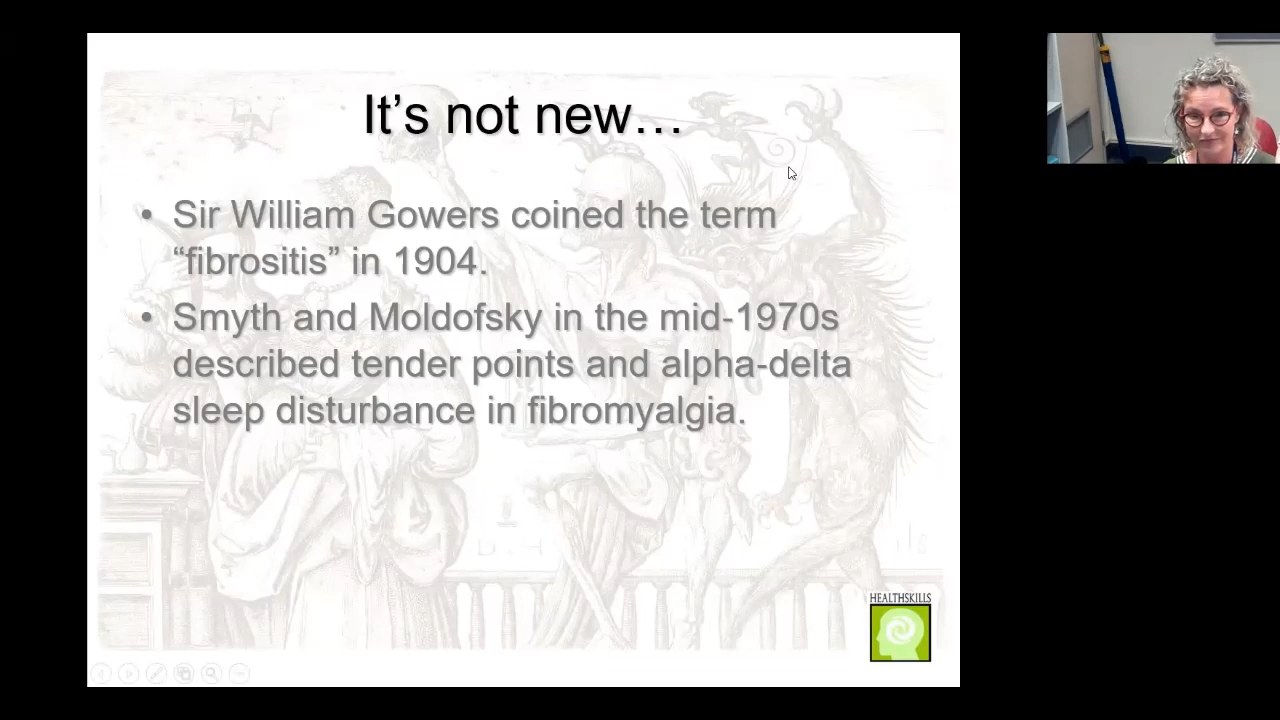 It's not new…
• Sir William Gowers coined the term
“fibrositis” in 1904.
• Smyth and Moldofsky in the mid-1970s
described tender points and alpha-delta
sleep disturbance in fibromyalgia.
HEALTHSKILLS